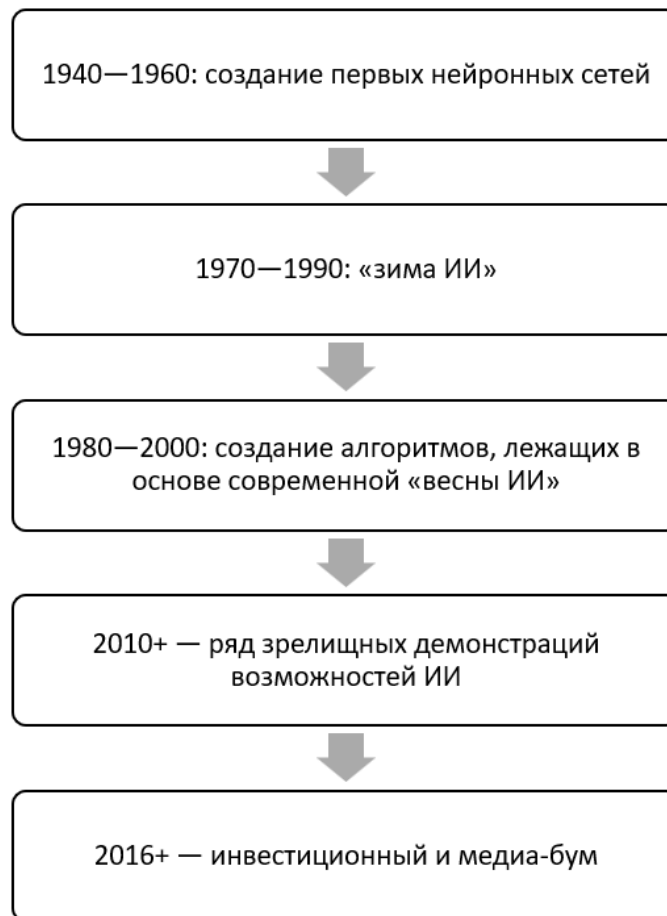 1940—1960: создание первых нейронных сетей
1970—1990: «зима ИИ»
1980—2000: создание алгоритмов, лежащих в
основе современной «весны ИИ»
2010+ — ряд зрелищных демонстраций
возможностей ИИ
2016+ — инвестиционный и медиа-бум